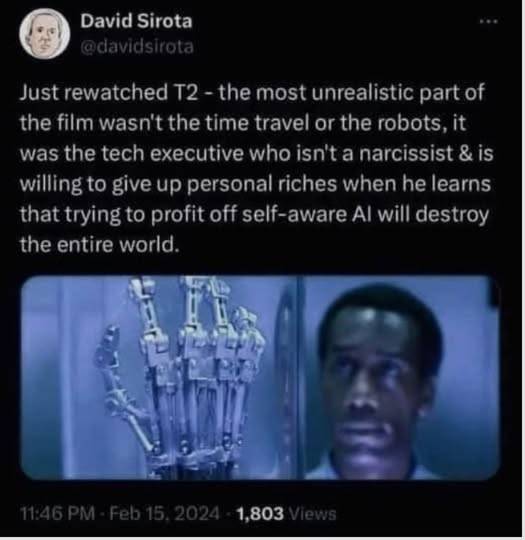 David Sirota
@davidsirota
Just rewatched T2 - the most unrealistic part of
the film wasn't the time travel or the robots, it
was the tech executive who isn't a narcissist & is
willing to give up personal riches when he learns
that trying to profit off self-aware AI will destroy
the entire world.
11:46 PM · Feb 15, 2024 · 1,803 Views